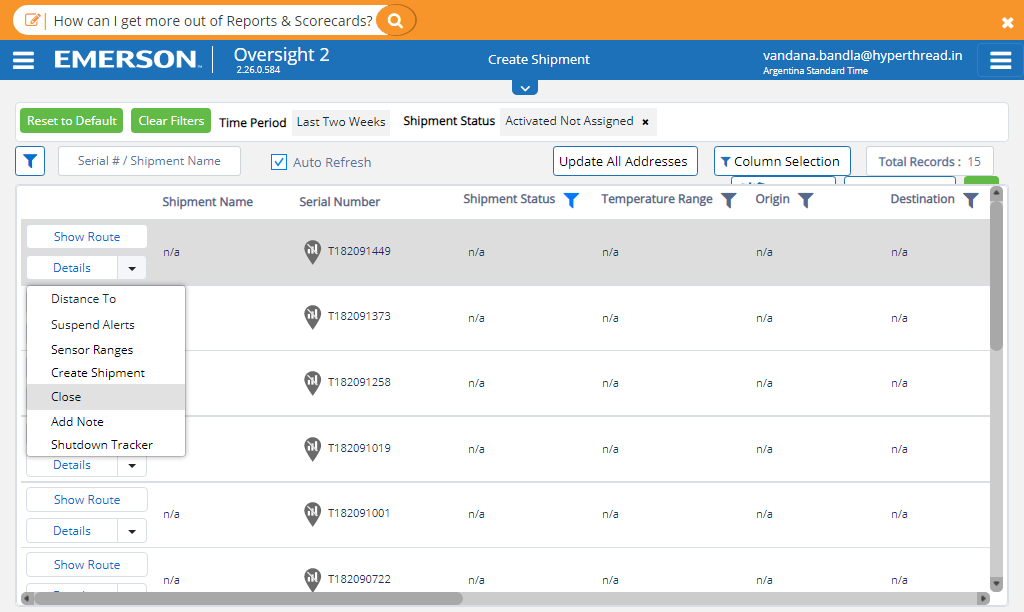 How can I get more out of Reports & Scorecards?
EMERSON
Oversight 2
2.26.0.584
Create Shipment
vandana.bandla@hyperthread.in
Argentina Standard Time
Reset to Default
Clear Filters
Time Period
Last Two Weeks
Shipment Status
Activated Not Assigned ×
Serial # / Shipment Name
Auto Refresh
Update All Addresses
Column Selection
Total Records : 15
Shipment Name
Serial Number
Shipment Status
Temperature Range
Origin
Destination
Show Route
Details
n/a
T182091449
n/a
n/a
n/a
n/a
Distance To
Suspend Alerts
Sensor Ranges
Create Shipment
Close
Add Note
Shutdown Tracker
T182091373
n/a
n/a
n/a
n/a
T182091258
n/a
n/a
n/a
n/a
T182091019
n/a
n/a
n/a
n/a
Details
Show Route
Details
n/a
T182091001
n/a
n/a
n/a
n/a
Show Route
n/a
T182090722
n/a
n/a
n/a
n/a